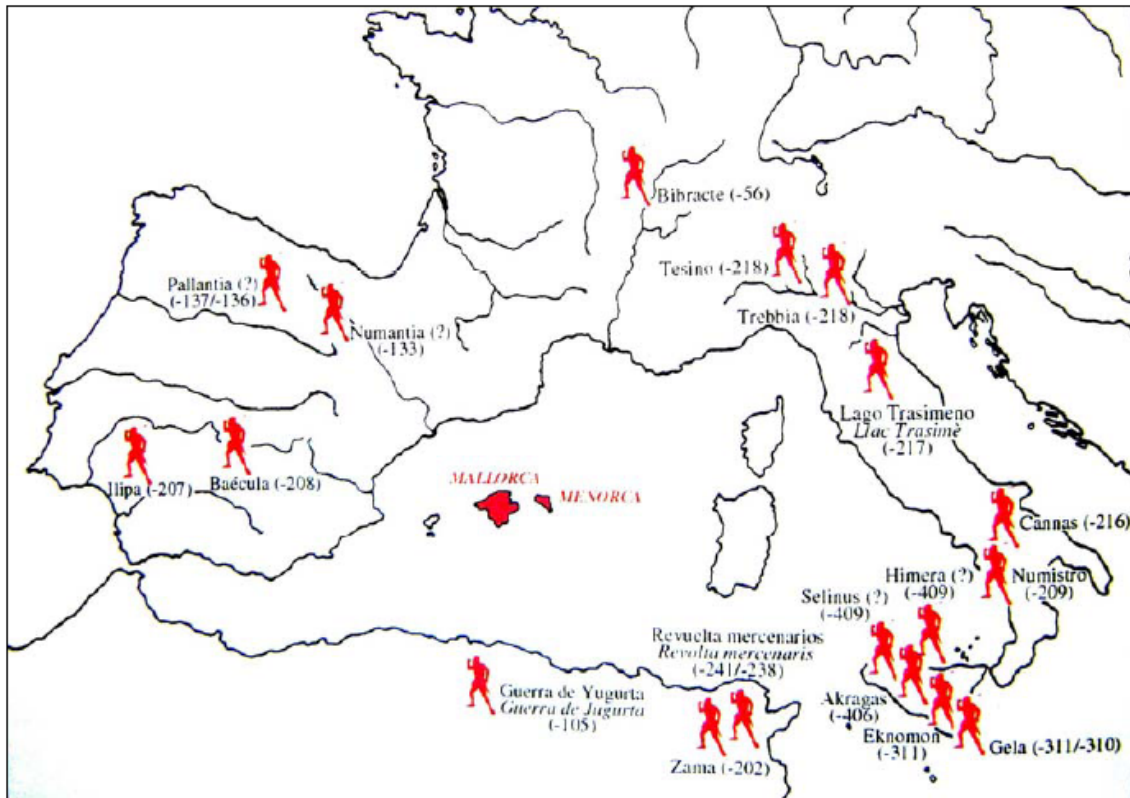 Bibracte (-56)
Tesino (-218)
Pallantia (?)
(-137/-136)
Trebbia (-218)
Numantia (?)
(-133)
Lago Trasimeno
Llac Trasimè
(-217)
Ilipa (-207)
Baécula (-208)
MALLORCA
MENORCA
Cannas (-216)
Himera (?)
(-409)
Numistro
(-209)
Selinus (?)
(-409)
Revuelta mercenarios
Revolta mercenaris
(-241/-238)
Guerra de Yugurta
Guerra de Jugurta
(-105)
Akragas
(-406)
Eknomon
(-311)
Gela (-311/-310)
Zama (-202)